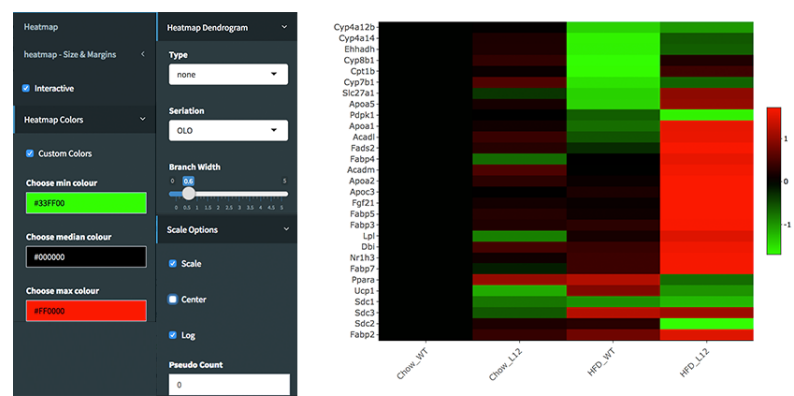 Heatmap
heatmap - Size & Margins
Interactive
Heatmap Colors
Custom Colors
Choose min colour
#33FF00
Choose median colour
#000000
Choose max colour
#FF0000
Heatmap Dendrogram
Type
none
Seriation
OLO
Branch Width
0 0.6 5
0 0.5 1 1.5 2 2.5 3 3.5 4 4.5 5
Scale Options
Scale
Center
Log
Pseudo Count
0
Cyp4a12b
Cyp4a14
Ehhadh
Cyp8b1
Cpt1b
Cyp7b1
Slc27a1
Apoa5
Pdpk1
Apoa1
Acadl
Fads2
Fabp4
Acadm
Apoa2
Apoc3
Fgf21
Fabp5
Fabp3
Lpl
Dbi
Nr1h3
Fabp7
Ppara
Ucp1
Sdc1
Sdc3
Sdc2
Fabp2
Chow_WT
Chow_L12
HFD_WT
HFD_L12
1
0
-1